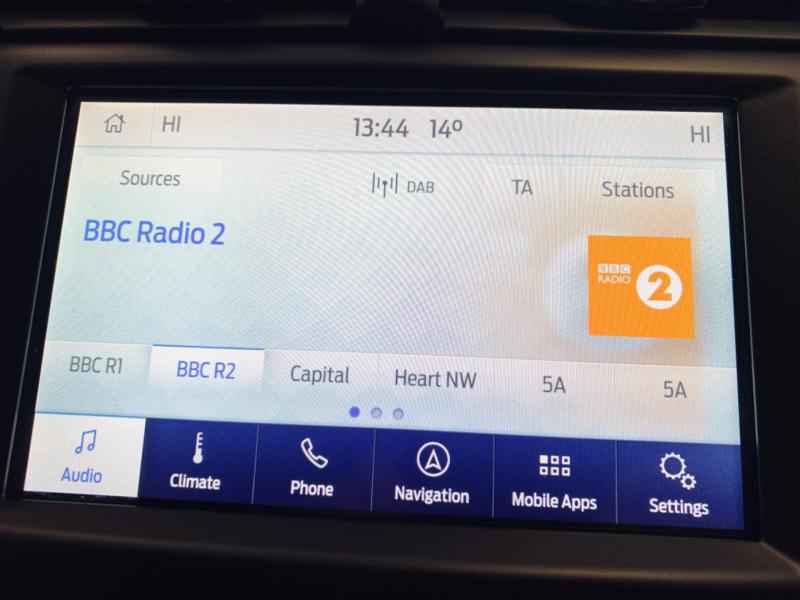 HI 13:44 14º HI
Sources DAB TA Stations
BBC Radio 2
BBC
RADIO 2
BBC R1 BBC R2 Capital Heart NW 5A 5A
Audio Climate Phone Navigation Mobile Apps Settings